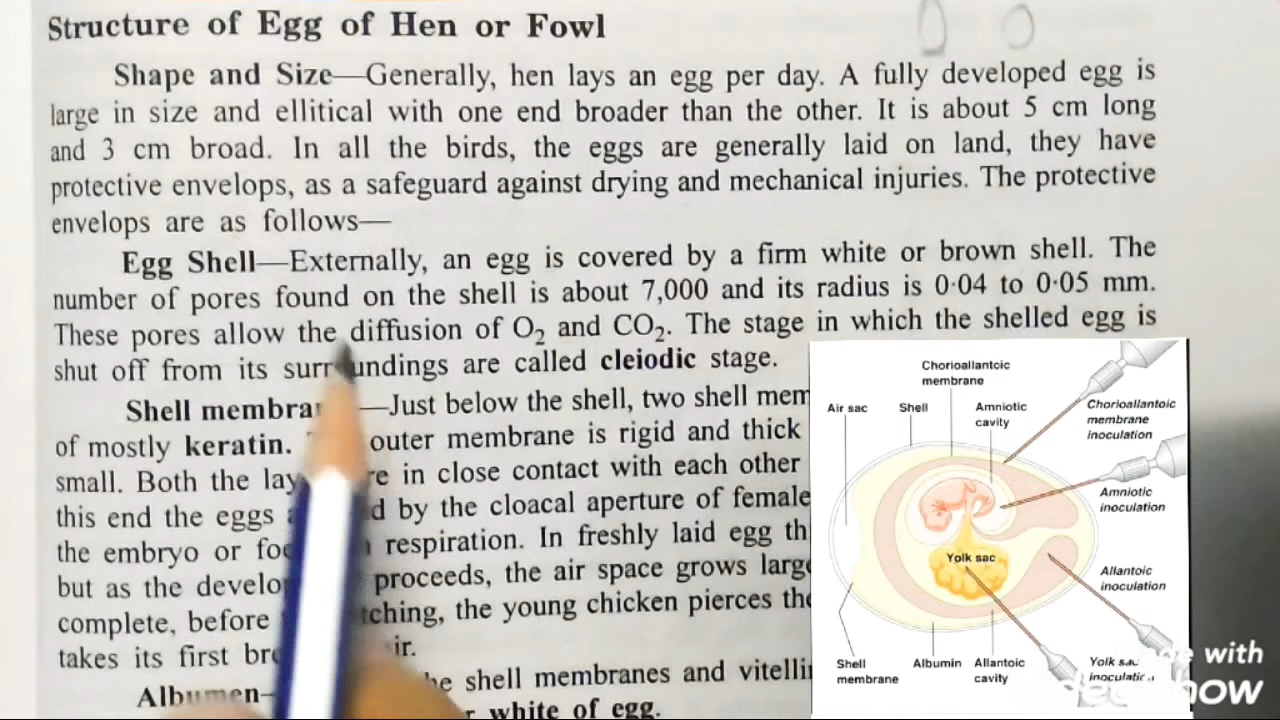 Structure of Egg of Hen or Fowl
Shape and Size—Generally, hen lays an egg per day. A fully developed egg is
large in size and ellitical with one end broader than the other. It is about 5 cm long
and 3 cm broad. In all the birds, the eggs are generally laid on land, they have
protective envelops, as a safeguard against drying and mechanical injuries. The protective
envelops are as follows—
Egg Shell—Externally, an egg is covered by a firm white or brown shell. The
number of pores found on the shell is about 7,000 and its radius is 0·04 to 0·05 mm.
These pores allow the diffusion of O₂ and CO₂. The stage in which the shelled egg is
shut off from its surroundings are called cleiodic stage.
Shell —Just below the shell, two shell
of mostly keratin. outer membrane is rigid and thick
small. Both the in close contact with each other
this end the eggs by the cloacal aperture of female
the embryo or respiration. In freshly laid egg
but as the proceeds, the air space grows
complete, before the young chicken pierces
takes its first
shell membranes and
Albumen—
white of egg.
Chorioallantoic
membrane
Air sac
Shell
Amniotic
cavity
Chorioallantoic
membrane
inoculation
Amniotic
inoculation
Yolk sac
Allantoic
inoculation
Shell
membrane
Albumin
Allantoic
cavity
Yolk
with